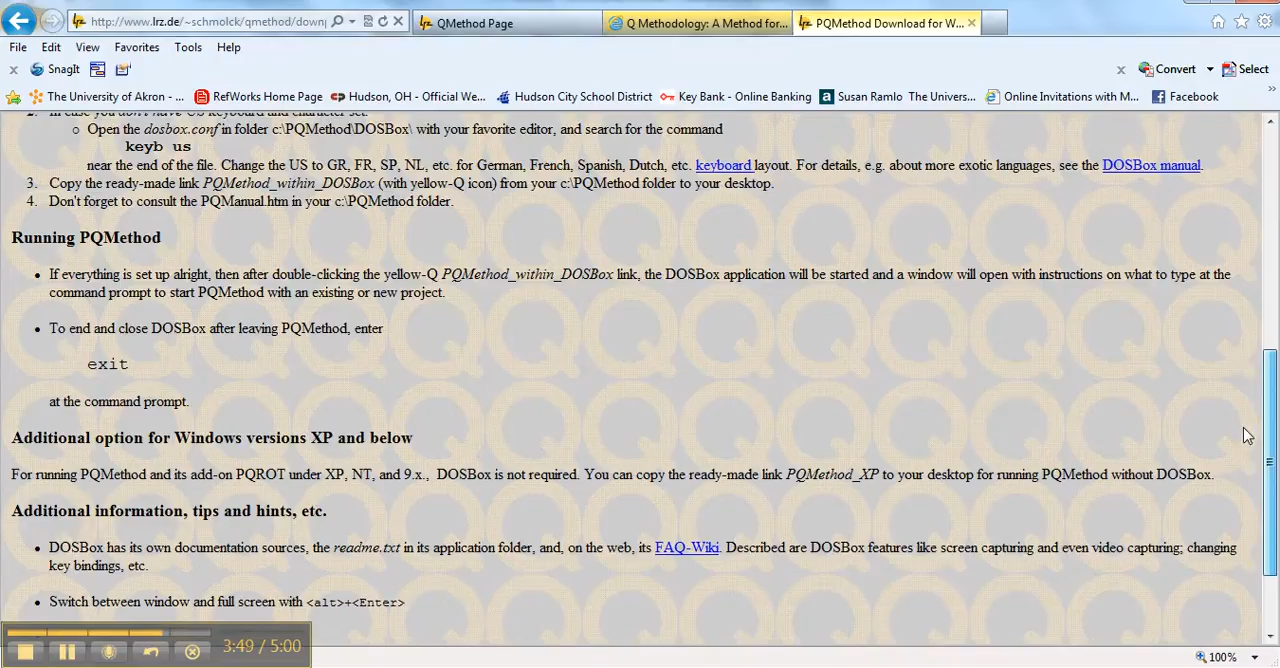 http://www.lrz.de/~schmolck/qmethod/down
QMethod Page
Q Methodology: A Method for...
PQMethod Download for W...
File Edit View Favorites Tools Help
x SnagIt x Convert Select
The University of Akron - ... RefWorks Home Page Hudson, OH - Official We... Hudson City School District Key Bank - Online Banking Susan Ramlo The Univers... Online Invitations with M... Facebook »
2. In case you don't have US keyboard and character set:
o Open the dosbox.conf in folder c:\PQMethod\DOSBox\ with your favorite editor, and search for the command
keyb us
near the end of the file. Change the US to GR, FR, SP, NL, etc. for German, French, Spanish, Dutch, etc. keyboard layout. For details, e.g. about more exotic languages, see the DOSBox manual.
3. Copy the ready-made link PQMethod_within_DOSBox (with yellow-Q icon) from your c:\PQMethod folder to your desktop.
4. Don't forget to consult the PQManual.htm in your c:\PQMethod folder.
Running PQMethod
• If everything is set up alright, then after double-clicking the yellow-Q PQMethod_within_DOSBox link, the DOSBox application will be started and a window will open with instructions on what to type at the
command prompt to start PQMethod with an existing or new project.
• To end and close DOSBox after leaving PQMethod, enter
exit
at the command prompt.
Additional option for Windows versions XP and below
For running PQMethod and its add-on PQROT under XP, NT, and 9.x., DOSBox is not required. You can copy the ready-made link PQMethod_XP to your desktop for running PQMethod without DOSBox.
Additional information, tips and hints, etc.
• DOSBox has its own documentation sources, the readme.txt in its application folder, and, on the web, its FAQ-Wiki. Described are DOSBox features like screen capturing and even video capturing; changing
key bindings, etc.
• Switch between window and full screen with <alt>+<Enter>
3:49 / 5:00
100%